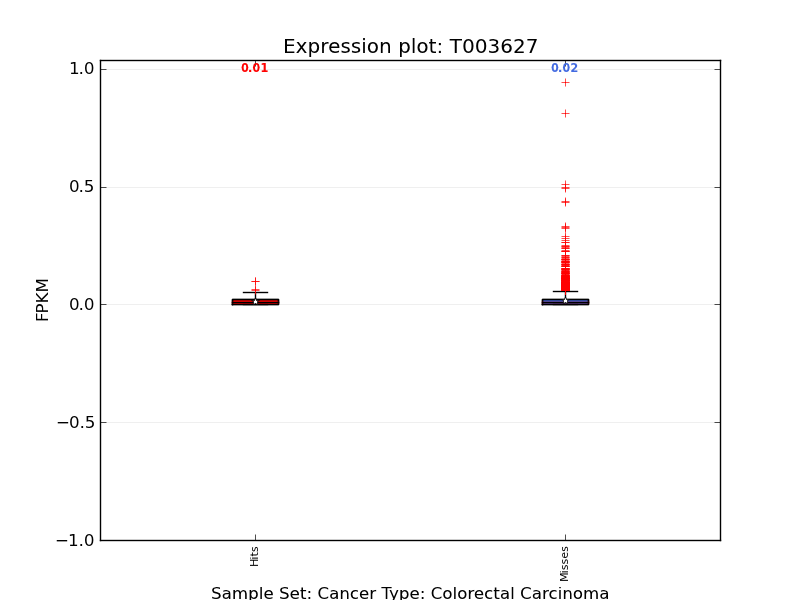 Expression plot: T003627
1.0
0.01
0.02
0.5
0.0
−0.5
−1.0
FPKM
Hits
Misses
Sample Set: Cancer Type: Colorectal Carcinoma